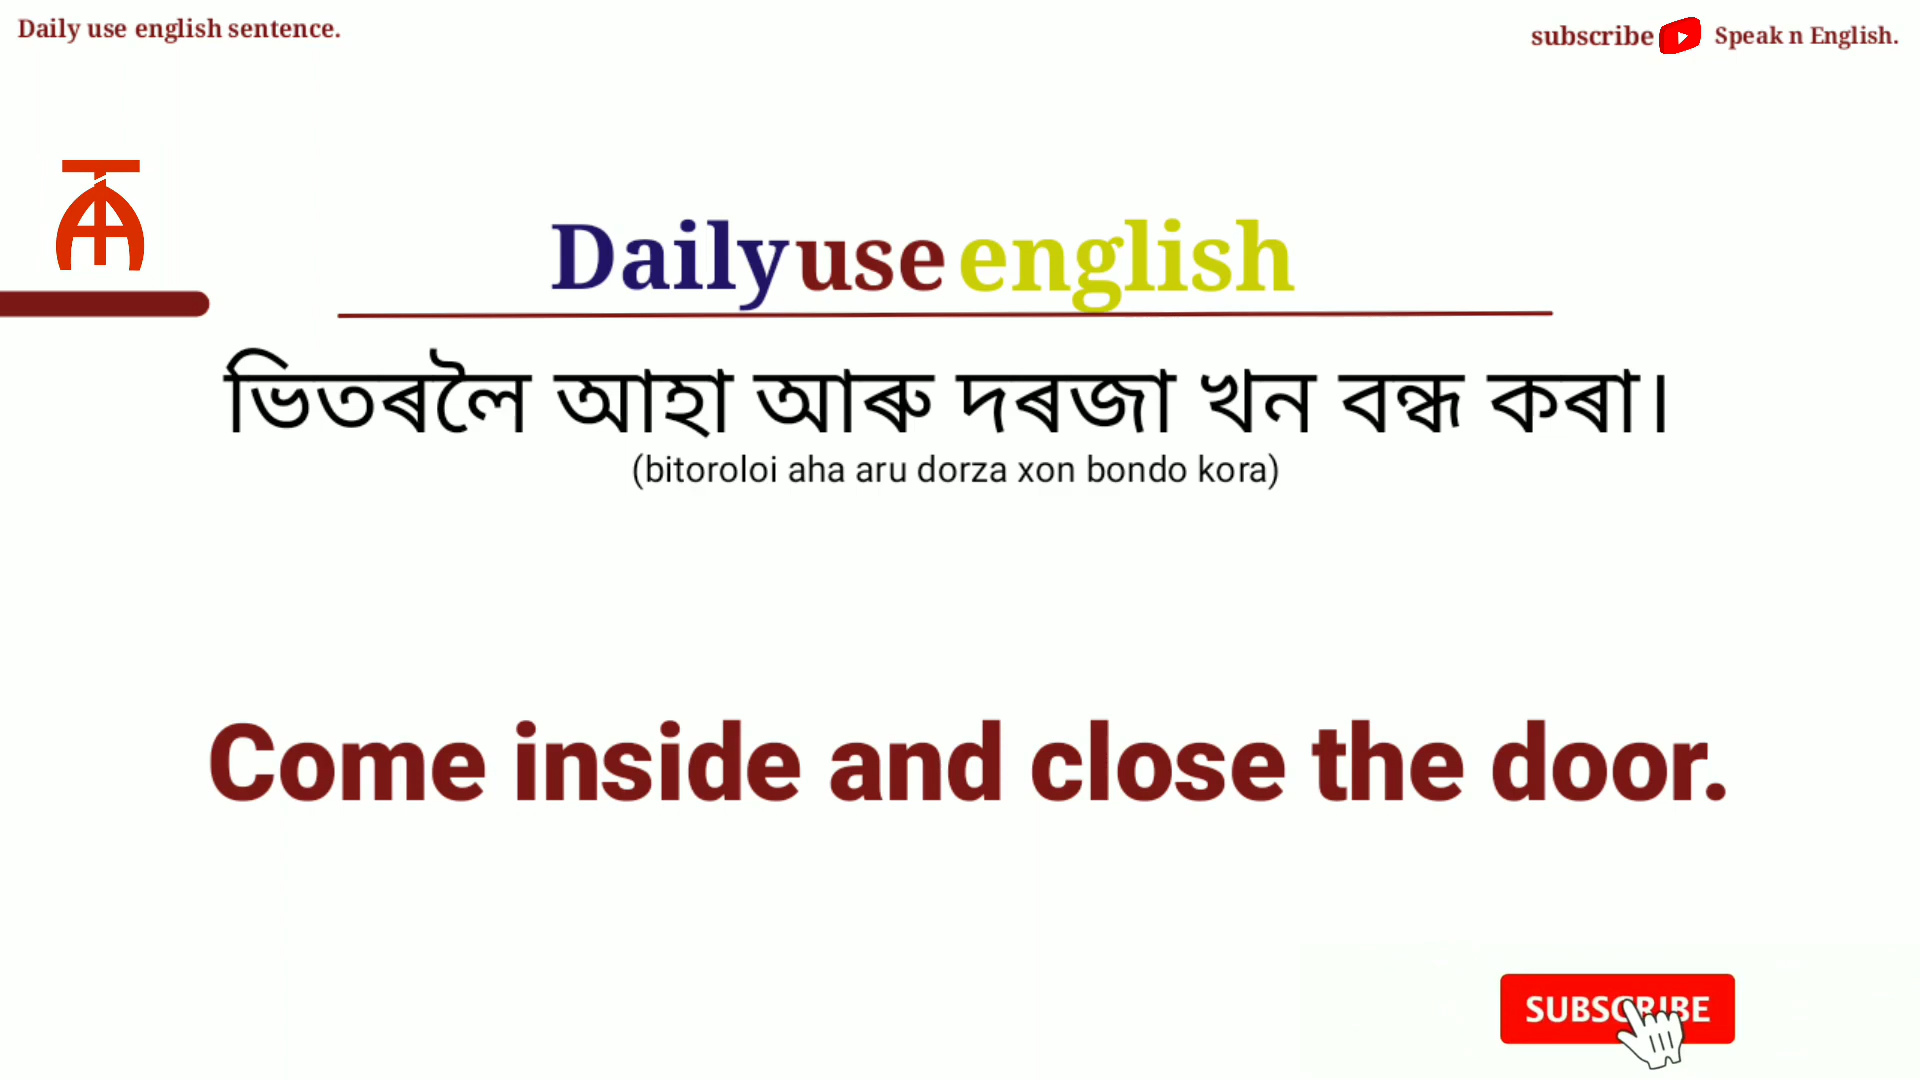 Daily use english sentence.
subscribe Speak n English.
Daily use english
ভিতৰলৈ আহা আৰু দৰজা খন বন্ধ কৰা।
(bitoroloi aha aru dorza xon bondo kora)
Come inside and close the door.
SUBSCRIBE